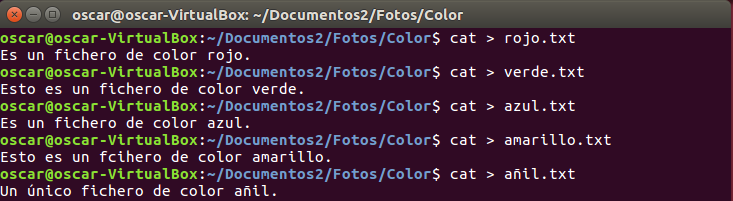 oscar@oscar-VirtualBox: ~/Documentos2/Fotos/Color
oscar@oscar-VirtualBox:~/Documentos2/Fotos/Color$ cat > rojo.txt
Es un fichero de color rojo.
oscar@oscar-VirtualBox:~/Documentos2/Fotos/Color$ cat > verde.txt
Esto es un fichero de color verde.
oscar@oscar-VirtualBox:~/Documentos2/Fotos/Color$ cat > azul.txt
Es un fichero de color azul.
oscar@oscar-VirtualBox:~/Documentos2/Fotos/Color$ cat > amarillo.txt
Esto es un fcihero de color amarillo.
oscar@oscar-VirtualBox:~/Documentos2/Fotos/Color$ cat > añil.txt
Un único fichero de color añil.